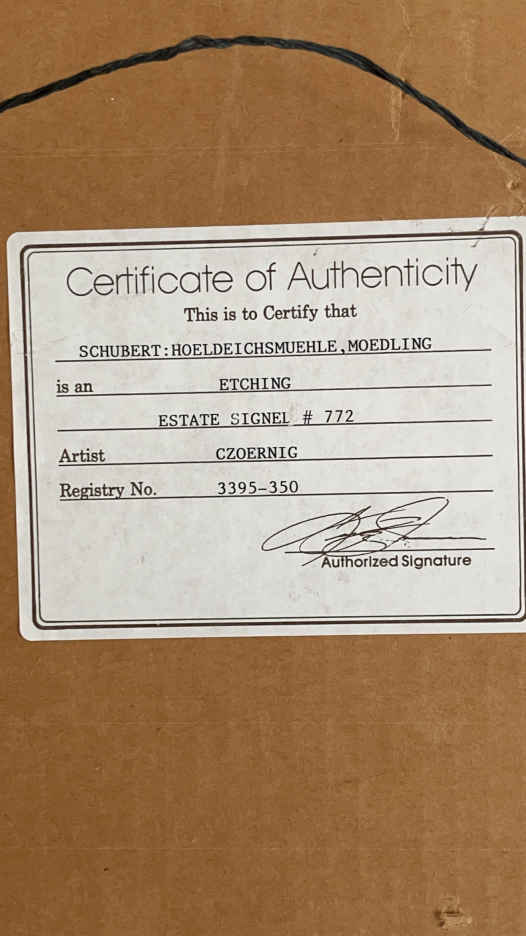 Certificate of Authenticity
This is to Certify that
SCHUBERT:HOELDEICHSMUEHLE,MOEDLING
is an ETCHING
ESTATE SIGNEL # 772
Artist CZOERNIG
Registry No. 3395-350
Authorized Signature